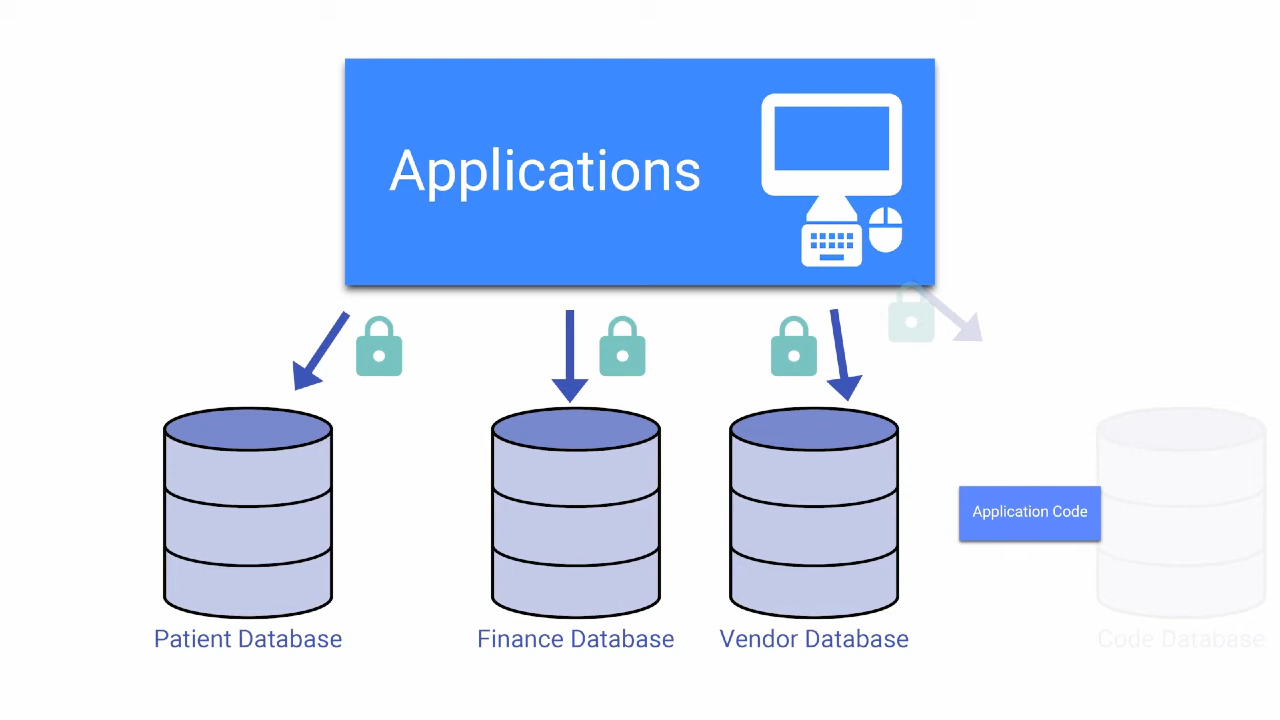 Applications
Application Code
Patient Database
Finance Database
Vendor Database
Code Database